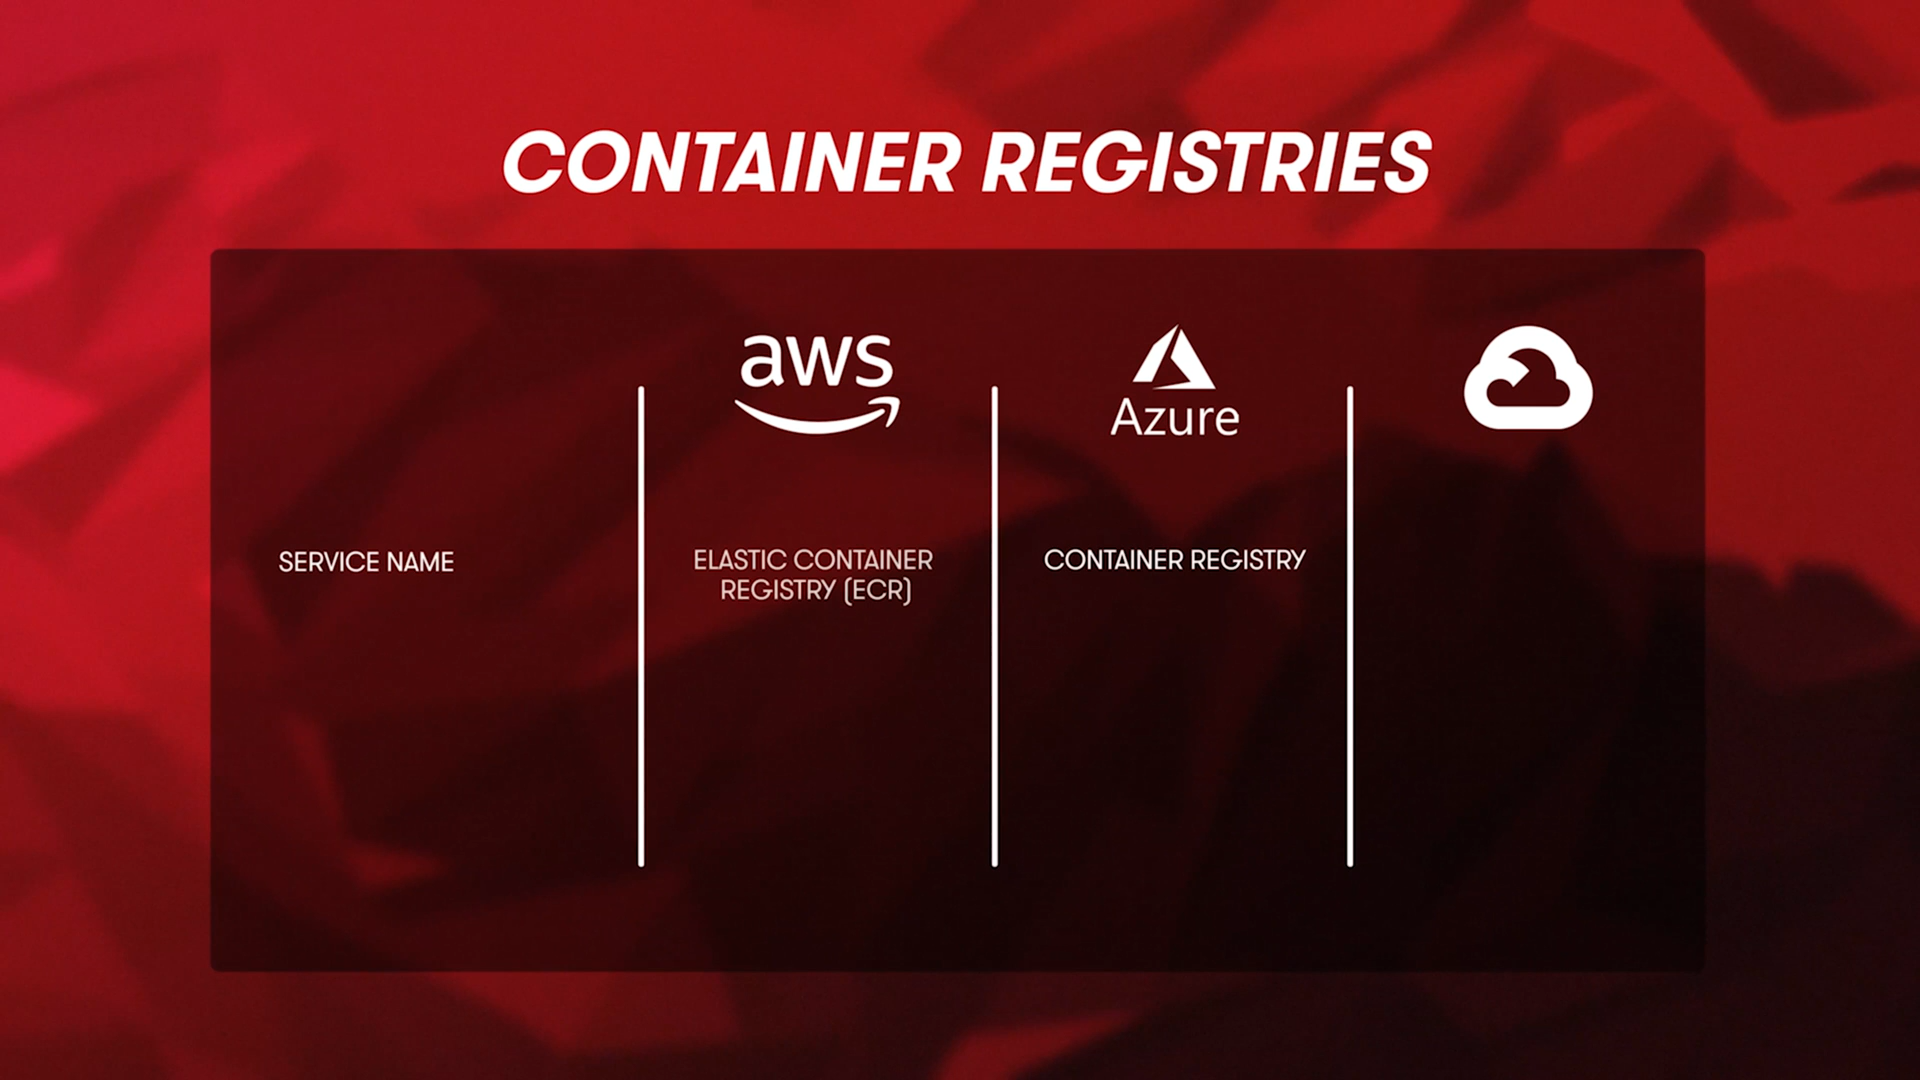 CONTAINER REGISTRIES
aws
Azure
SERVICE NAME
ELASTIC CONTAINER
REGISTRY (ECR)
CONTAINER REGISTRY